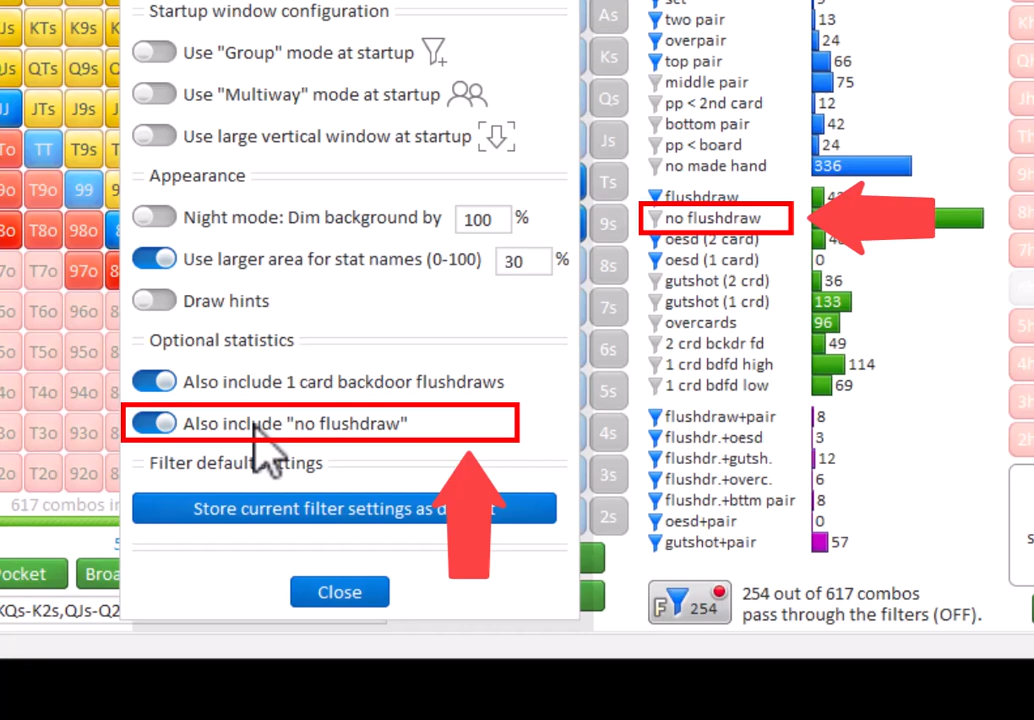 Startup window configuration
Use "Group" mode at startup
Use "Multiway" mode at startup
Use large vertical window at startup
Appearance
Night mode: Dim background by 100 %
Use larger area for stat names (0-100) 30 %
Draw hints
Optional statistics
Also include 1 card backdoor flushdraws
Also include "no flushdraw"
Filter default settings
Store current filter settings as
Close
KTs K9s
QTs Q9s
JTs J9s
TT T9s
T9o 99
T8o 98o
T7o 97o
T6o 96o
T5o 95o
T4o 94o
T3o 93o
T2o 92o
617 combos
KQs-K2s,QJs-Q2
As
Ks
Qs
Js
Ts
9s
8s
7s
6s
5s
4s
3s
2s
two pair 13
overpair 24
top pair 66
middle pair 75
pp < 2nd card 12
bottom pair 42
pp < board 24
no made hand 336
flushdraw
no flushdraw
oesd (2 card)
oesd (1 card) 0
gutshot (2 crd) 36
gutshot (1 crd) 133
overcards 96
2 crd bckdr fd 49
1 crd bdfd high 114
1 crd bdfd low 69
flushdraw+pair 8
flushdr.+oesd 3
flushdr.+gutsh. 12
flushdr.+overc. 6
flushdr.+bttm pair 8
oesd+pair 0
gutshot+pair 57
F 254
254 out of 617 combos
pass through the filters (OFF).